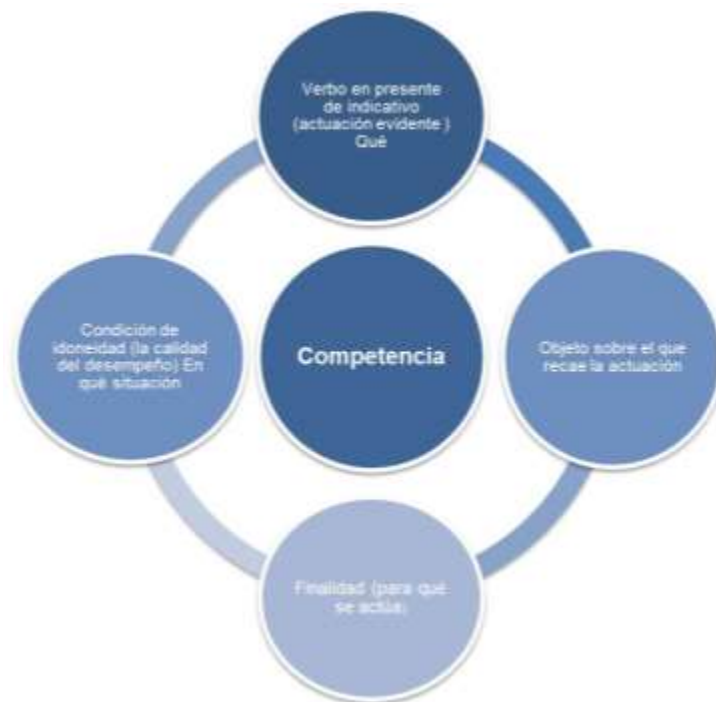 Verbo en presente
de indicativo
(actuación evidente )
Qué
Condición de
idoneidad (la calidad
del desempeño) En
qué situación
Competencia
Objeto sobre el que
recae la actuación
Finalidad (para qué
se actúa)